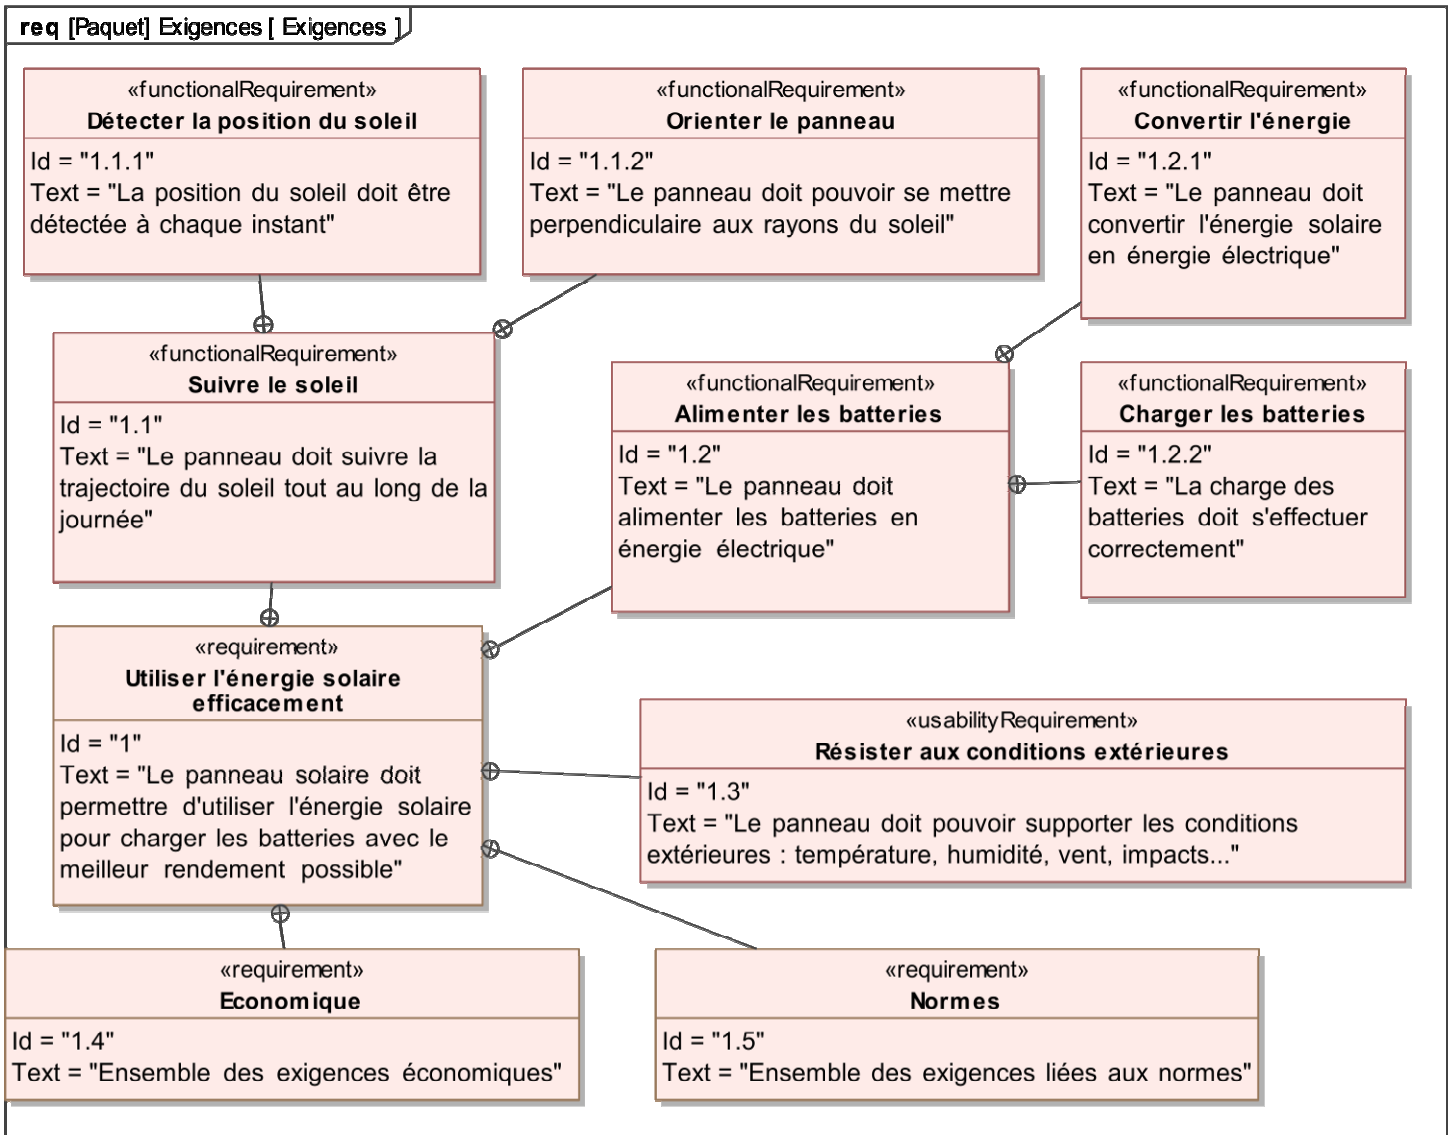 req [Paquet] Exigences [ Exigences ]
«functionalRequirement»
Détecter la position du soleil
Id = "1.1.1"
Text = "La position du soleil doit être
détectée à chaque instant"
«functionalRequirement»
Orienter le panneau
Id = "1.1.2"
Text = "Le panneau doit pouvoir se mettre
perpendiculaire aux rayons du soleil"
«functionalRequirement»
Convertir l'énergie
Id = "1.2.1"
Text = "Le panneau doit
convertir l'énergie solaire
en énergie électrique"
«functionalRequirement»
Suivre le soleil
Id = "1.1"
Text = "Le panneau doit suivre la
trajectoire du soleil tout au long de la
journée"
«functionalRequirement»
Alimenter les batteries
Id = "1.2"
Text = "Le panneau doit
alimenter les batteries en
énergie électrique"
«functionalRequirement»
Charger les batteries
Id = "1.2.2"
Text = "La charge des
batteries doit s'effectuer
correctement"
«requirement»
Utiliser l'énergie solaire
efficacement
Id = "1"
Text = "Le panneau solaire doit
permettre d'utiliser l'énergie solaire
pour charger les batteries avec le
meilleur rendement possible"
«usabilityRequirement»
Résister aux conditions extérieures
Id = "1.3"
Text = "Le panneau doit pouvoir supporter les conditions
extérieures : température, humidité, vent, impacts..."
«requirement»
Economique
Id = "1.4"
Text = "Ensemble des exigences économiques"
«requirement»
Normes
Id = "1.5"
Text = "Ensemble des exigences liées aux normes"